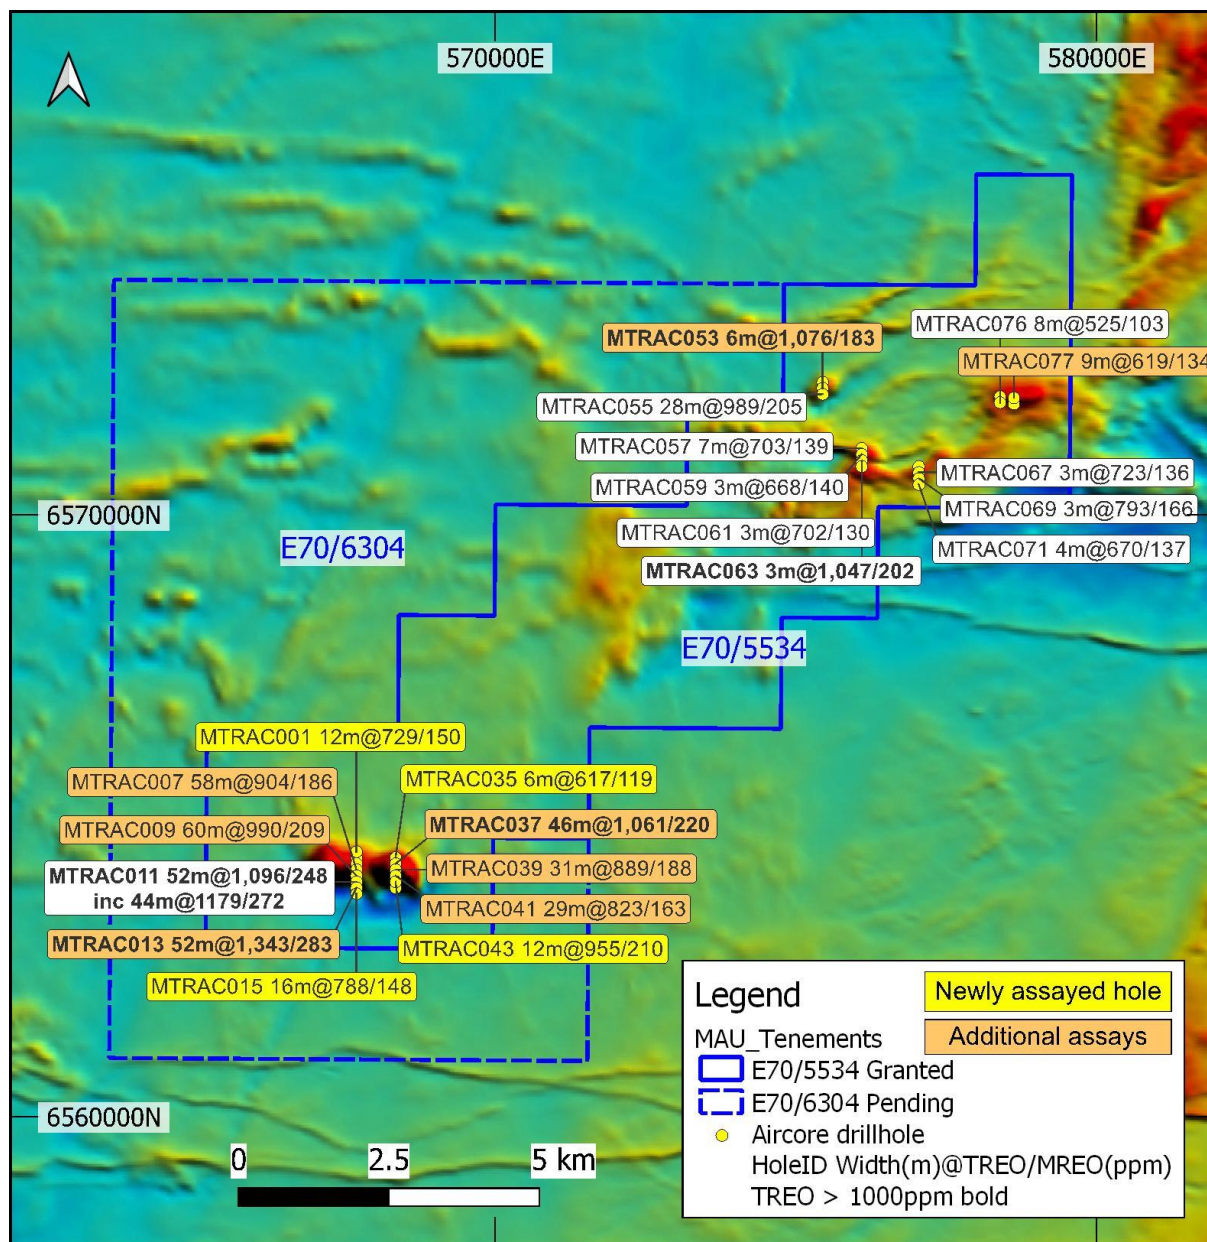 570000E
580000E
MTRAC076 8m@525/103
MTRAC053 6m@1,076/183
MTRAC077 9m@619/134
MTRAC055 28m@989/205
MTRAC057 7m@703/139
MTRAC067 3m@723/136
MTRAC059 3m@668/140
MTRAC069 3m@793/166
6570000N
MTRAC061 3m@702/130
E70/6304
MTRAC071 4m@670/137
MTRAC063 3m@1,047/202
E70/5534
MTRAC001 12m@729/150
MTRAC007 58m@904/186
MTRAC035 6m@617/119
MTRAC009 60m@990/209
MTRAC037 46m@1,061/220
MTRAC011 52m@1,096/248
inc 44m@1179/272
MTRAC039 31m@889/188
MTRAC041 29m@823/163
MTRAC013 52m@1,343/283
MTRAC043 12m@955/210
MTRAC015 16m@788/148
Legend
Newly assayed hole
MAU_Tenements
Additional assays
E70/5534 Granted
E70/6304 Pending
Aircore drillhole
HoleID Width(m)@TREO/MREO(ppm)
TREO > 1000ppm bold
6560000N
0 2.5 5 km